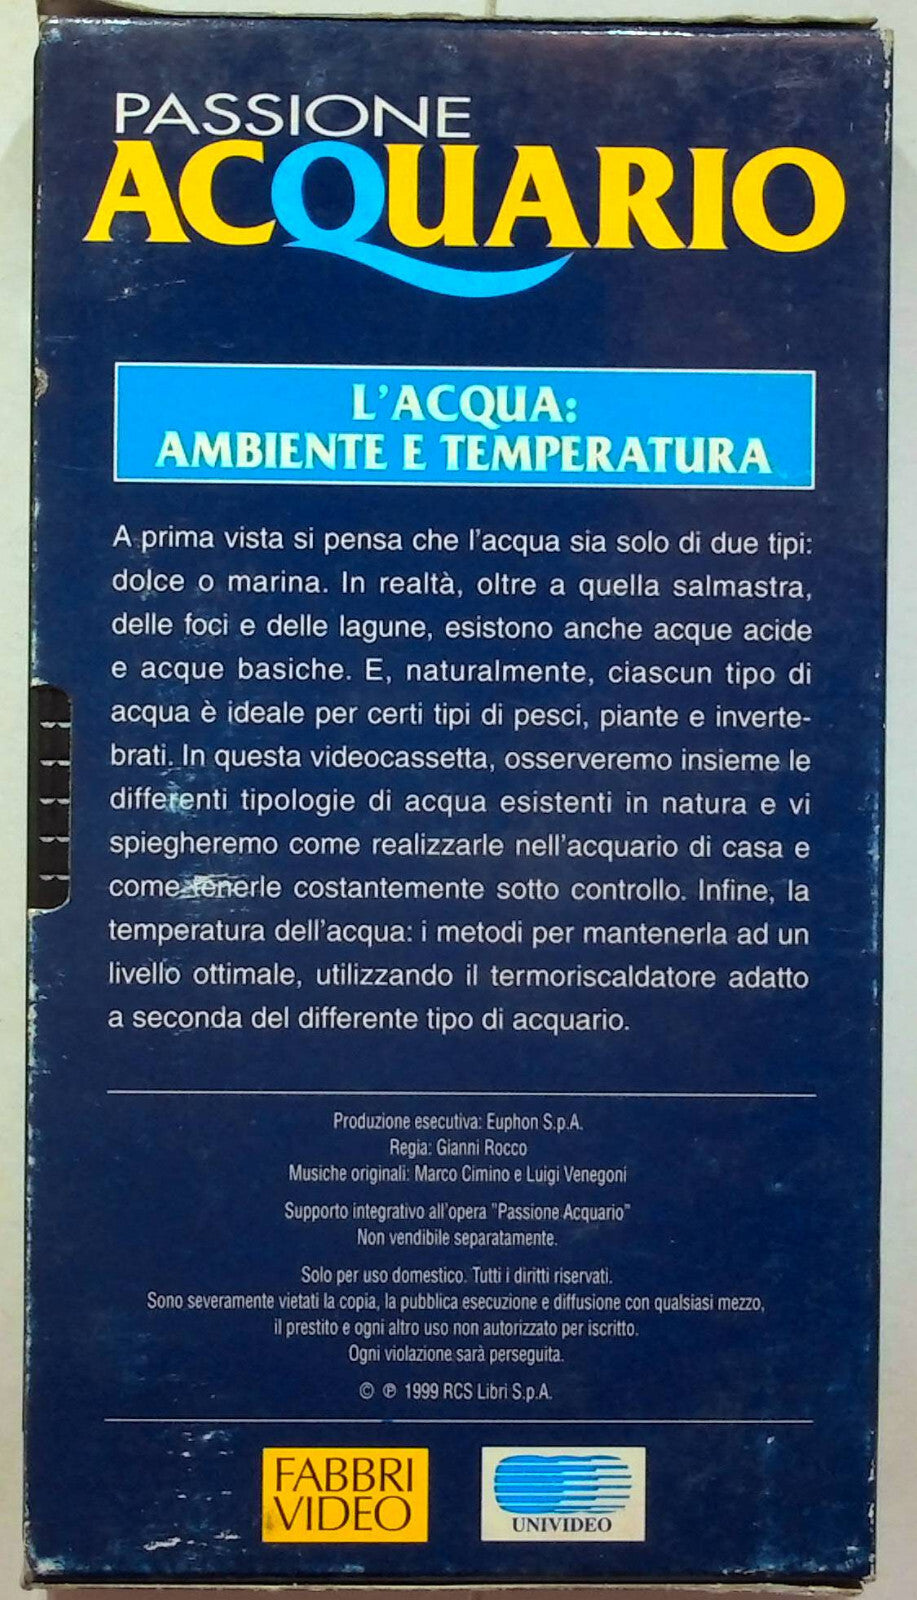 PASSIONE
ACQUARIO
L'ACQUA:
AMBIENTE E TEMPERATURA
A prima vista si pensa che l'acqua sia solo di due tipi:
dolce o marina. In realtà, oltre a quella salmastra,
delle foci e delle lagune, esistono anche acque acide
e acque basiche. E, naturalmente, ciascun tipo di
acqua è ideale per certi tipi di pesci, piante e inverte-
brati. In questa videocassetta, osserveremo insieme le
differenti tipologie di acqua esistenti in natura e vi
spiegheremo come realizzarle nell'acquario di casa e
come tenerle costantemente sotto controllo. Infine, la
temperatura dell'acqua: i metodi per mantenerla ad un
livello ottimale, utilizzando il termoriscaldatore adatto
a seconda del differente tipo di acquario.
Produzione esecutiva: Euphon S.p.A.
Regia: Gianni Rocco
Musiche originali: Marco Cimino e Luigi Venegoni
Supporto integrativo all'opera "Passione Acquario"
Non vendibile separatamente.
Solo per uso domestico. Tutti i diritti riservati.
Sono severamente vietati la copia, la pubblica esecuzione e diffusione con qualsiasi mezzo,
il prestito e ogni altro uso non autorizzato per iscritto.
Ogni violazione sarà perseguita.
© ℗ 1999 RCS Libri S.p.A.
FABBRI
VIDEO
UNIVIDEO